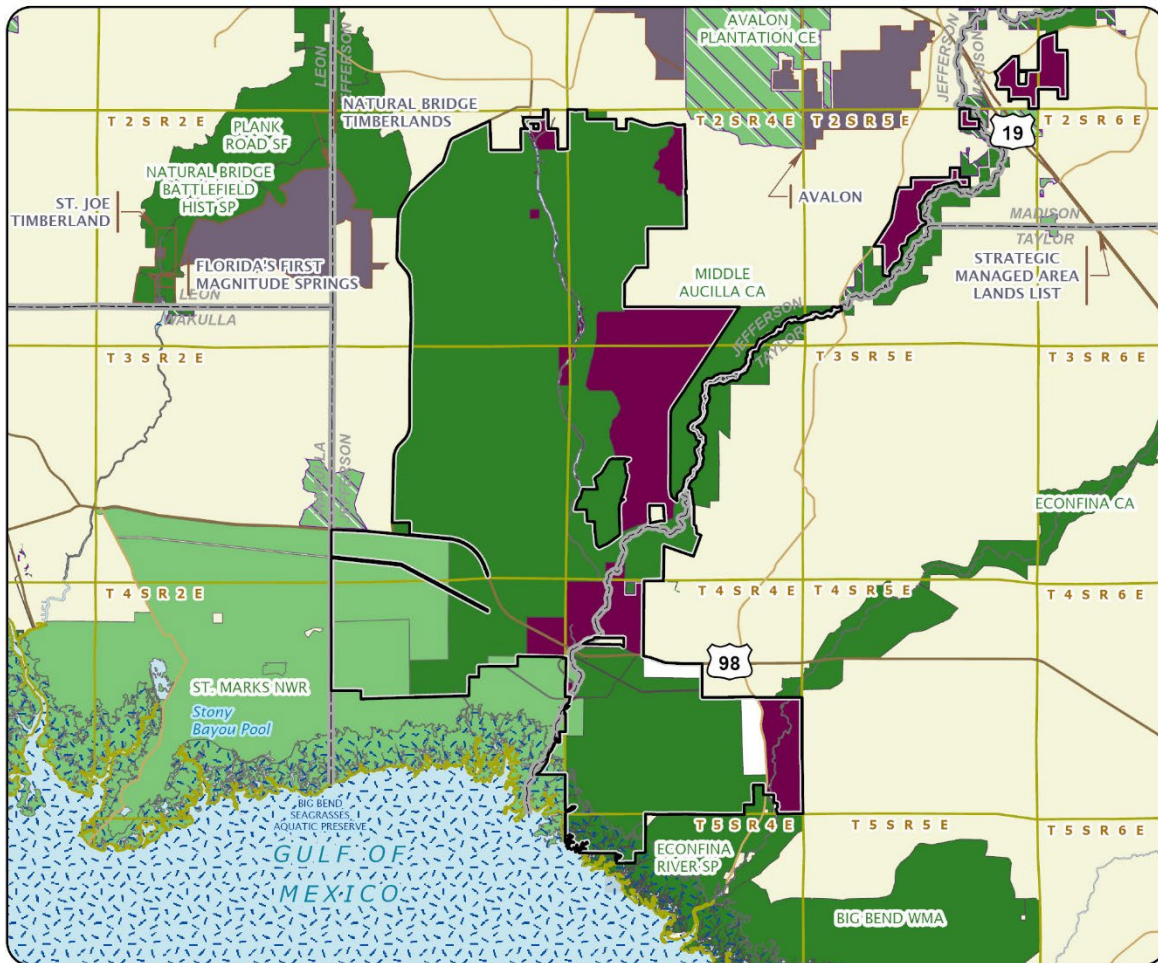 AVALON
PLANTATION CE
LEON
JEFFERSON
JEFFERSON
MADISON
NATURAL BRIDGE
TIMBERLANDS
T 2 S R 2 E
T 2 S R 4 E
T 2 S R 5 E
T 2 S R 6 E
19
PLANK
ROAD SF
NATURAL BRIDGE
BATTLEFIELD
HIST SP
ST. JOE
TIMBERLAND
AVALON
MADISON
TAYLOR
FLORIDA'S FIRST
MAGNITUDE SPRINGS
MIDDLE
AUCILLA CA
STRATEGIC
MANAGED AREA
LANDS LIST
LEON
WAKULLA
JEFFERSON
TAYLOR
T 3 S R 2 E
T 3 S R 5 E
T 3 S R 6 E
JEFFERSON
ECONFINA CA
T 4 S R 2 E
T 4 S R 4 E
T 4 S R 5 E
T 4 S R 6 E
98
ST. MARKS NWR
Stony
Bayou Pool
BIG BEND
SEAGRASSES
AQUATIC PRESERVE
T 5 S R 4 E
T 5 S R 5 E
T 5 S R 6 E
GULF OF
MEXICO
ECONFINA
RIVER SP
BIG BEND WMA